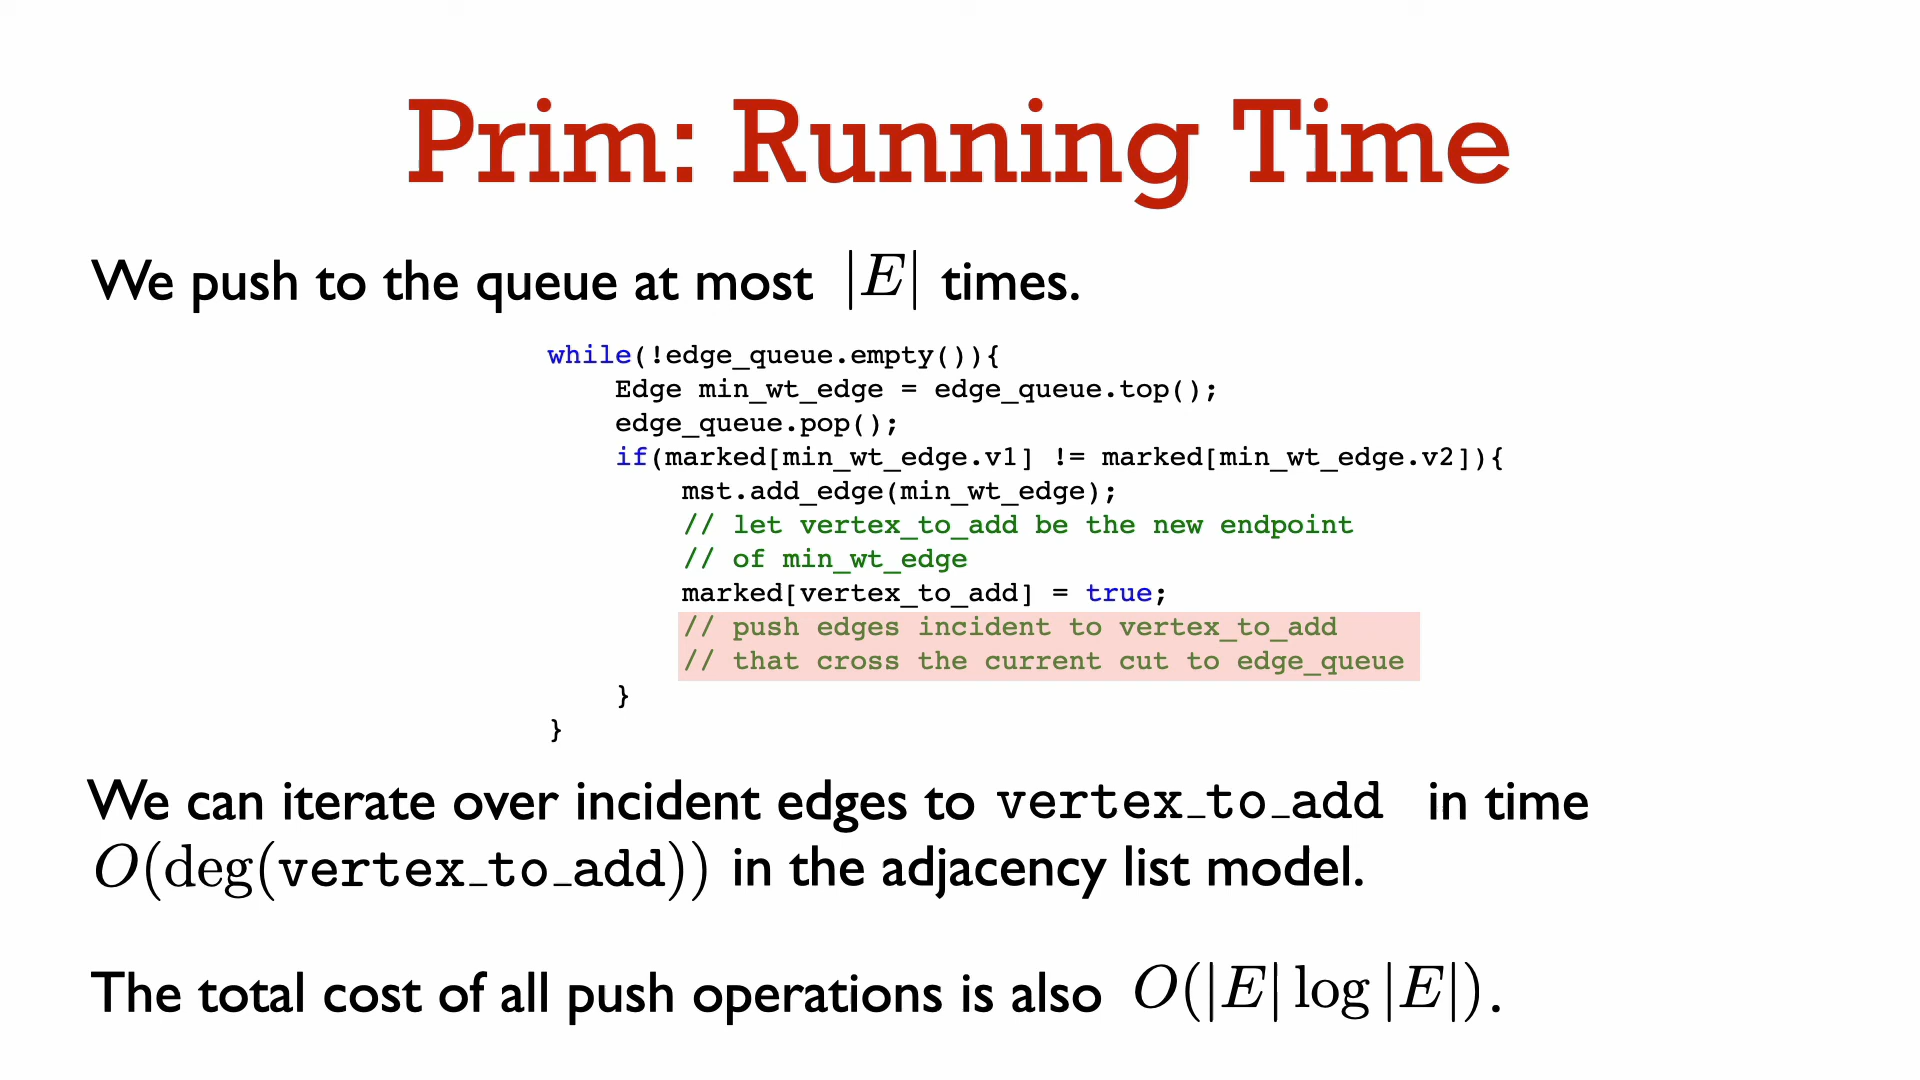 Prim: Running Time
We push to the queue at most |E| times.
while(!edge_queue.empty()){
    Edge min_wt_edge = edge_queue.top();
    edge_queue.pop();
    if(marked[min_wt_edge.v1] != marked[min_wt_edge.v2]){
        mst.add_edge(min_wt_edge);
        // let vertex_to_add be the new endpoint
        // of min_wt_edge
        marked[vertex_to_add] = true;
        // push edges incident to vertex_to_add
        // that cross the current cut to edge_queue
    }
}
We can iterate over incident edges to vertex_to_add in time
O(deg(vertex_to_add)) in the adjacency list model.
The total cost of all push operations is also O(|E| log |E|).